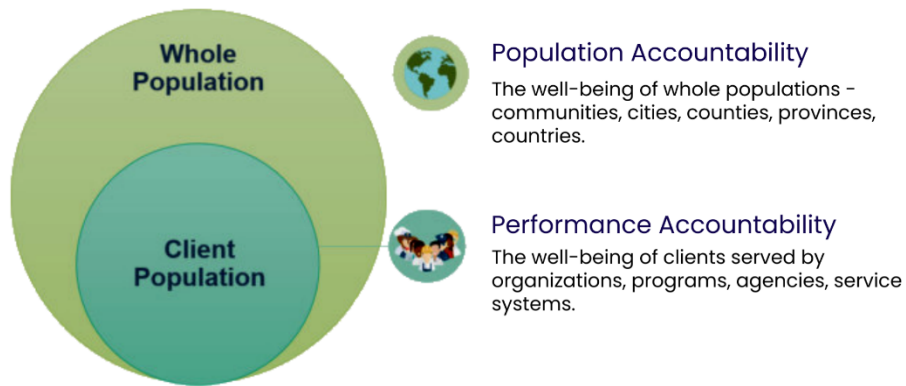 Whole
Population
Population Accountability
The well-being of whole populations -
communities, cities, counties, provinces,
countries.
Client
Population
Performance Accountability
The well-being of clients served by
organizations, programs, agencies, service
systems.